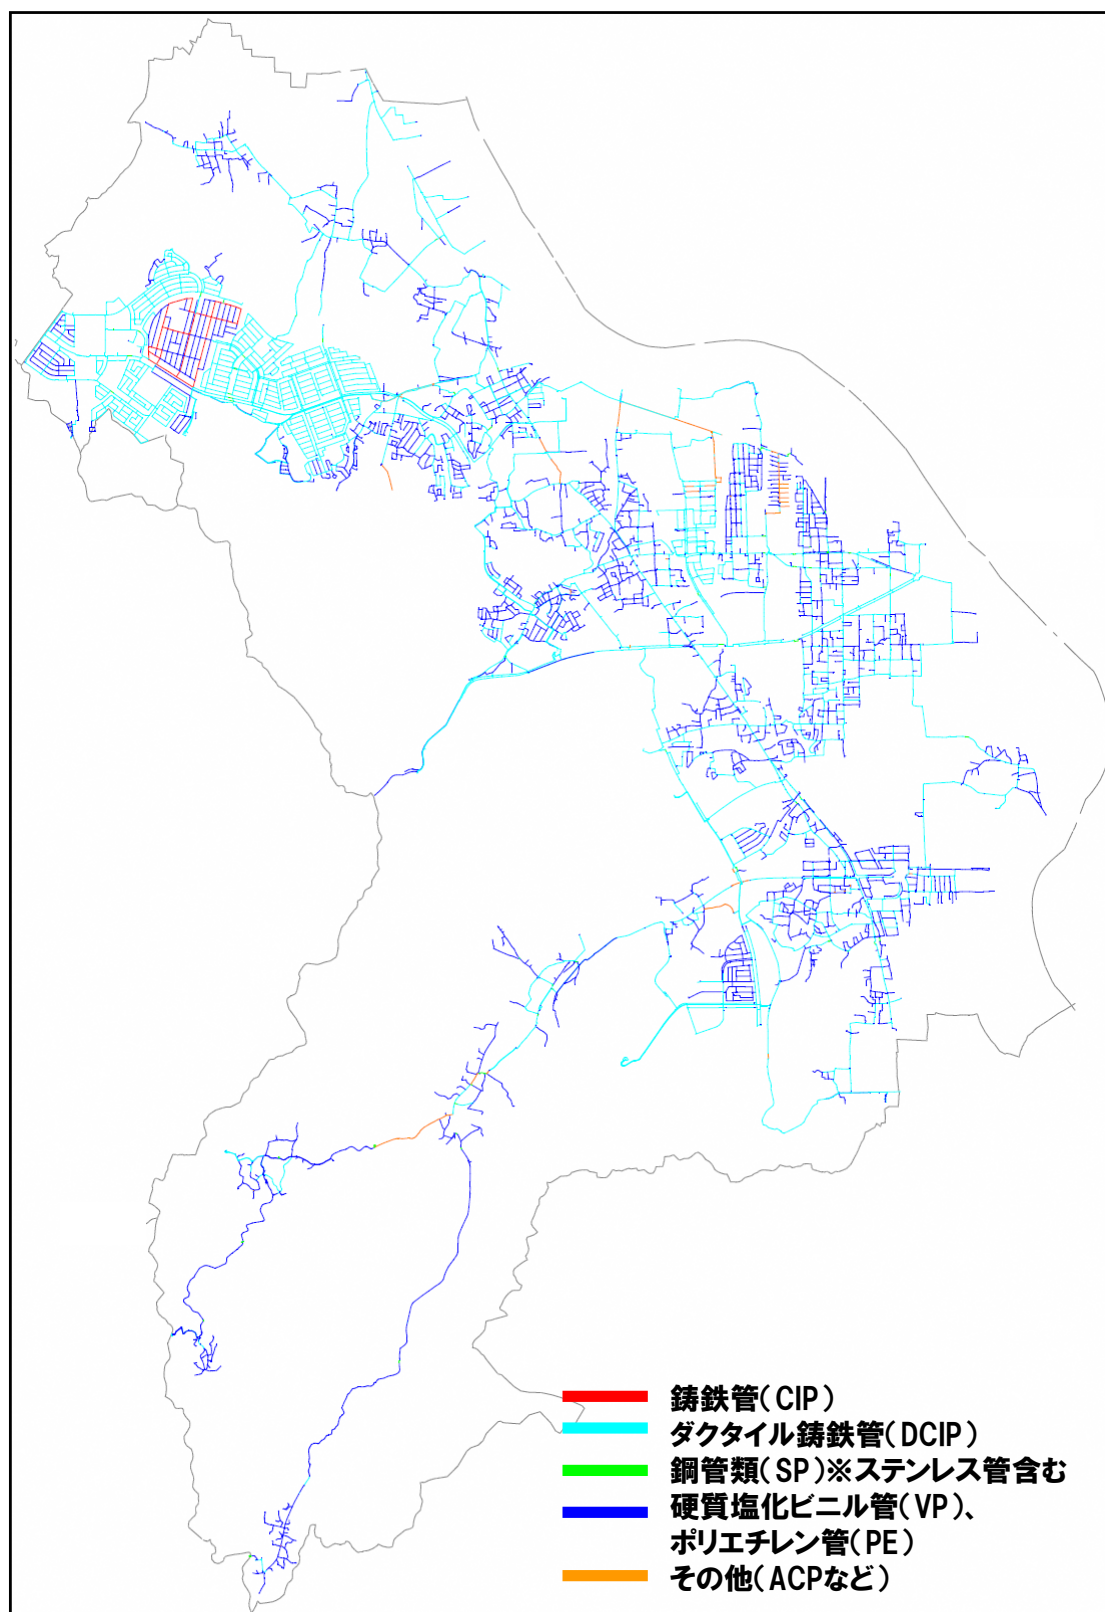 鋳鉄管(CIP)
ダクタイル鋳鉄管(DCIP)
鋼管類(SP)※ステンレス管含む
硬質塩化ビニル管(VP)、
ポリエチレン管(PE)
その他(ACPなど)